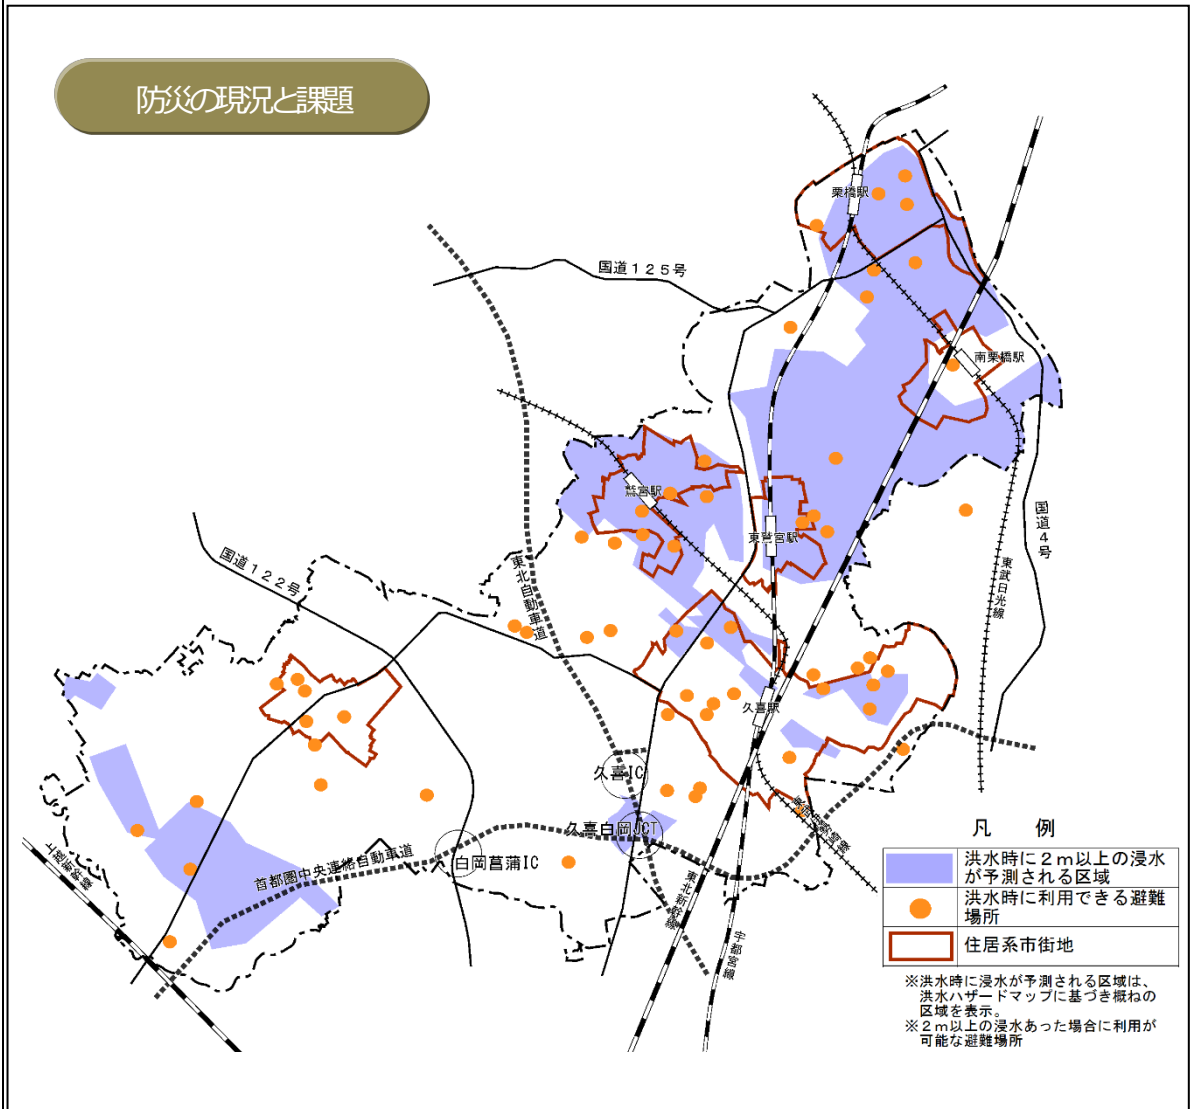 防災の現況と課題
栗橋駅
国道125号
南栗橋駅
鷲宮駅
東鷲宮駅
国道4号
東武日光線
国道122号
東北自動車道
久喜駅
久喜IC
久喜白岡JCT
白岡菖蒲IC
首都圏中央連絡自動車道
上越新幹線
東北新幹線
宇都宮線
凡 例
洪水時に2m以上の浸水
が予測される区域
洪水時に利用できる避難
場所
住居系市街地
※洪水時に浸水が予測される区域は、
洪水ハザードマップに基づき概ねの
区域を表示。
※2m以上の浸水あった場合に利用が
可能な避難場所